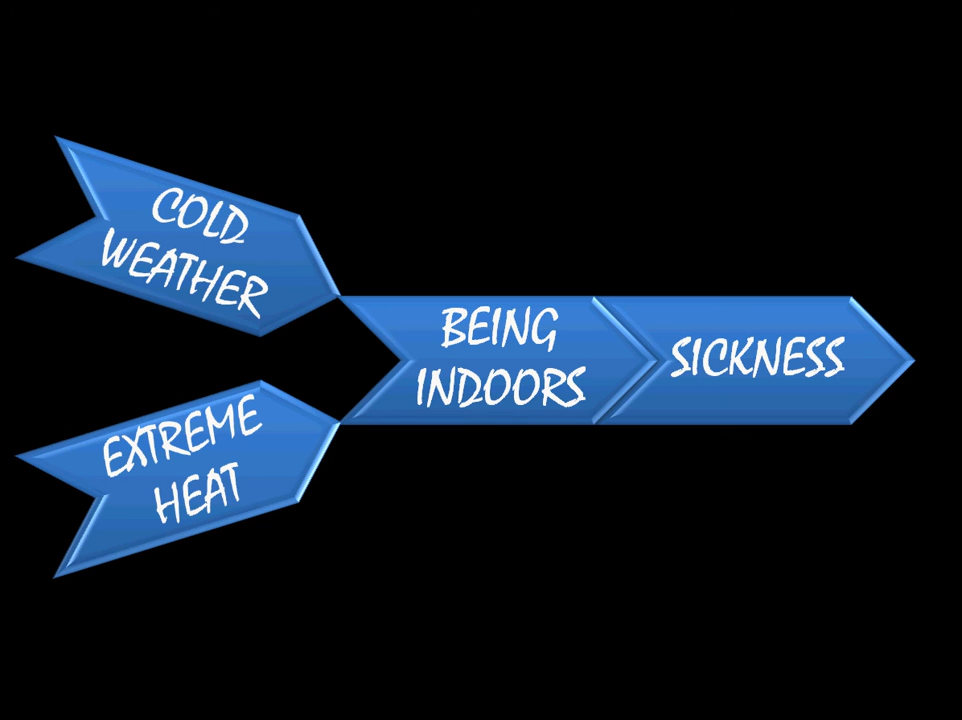 COLD
WEATHER
EXTREME
HEAT
BEING
INDOORS
SICKNESS